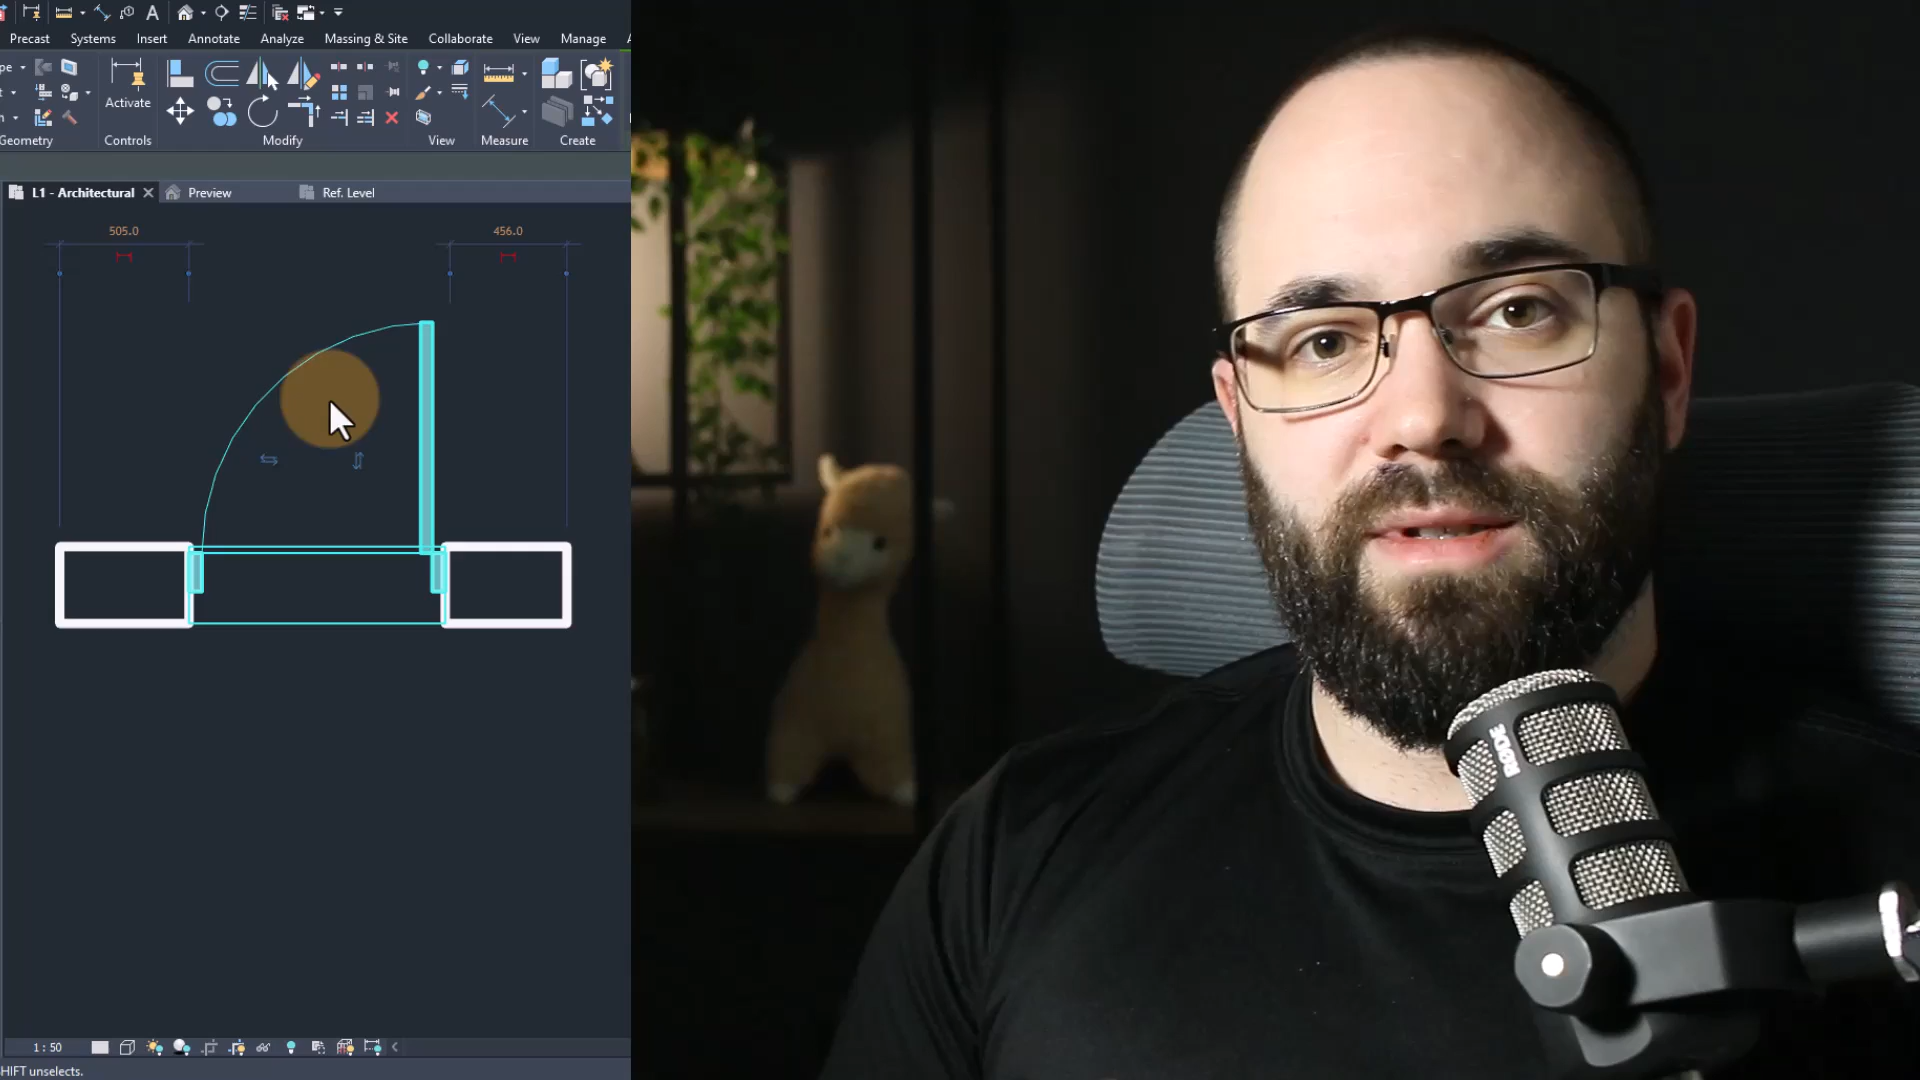 Precast Systems Insert Annotate Analyze Massing & Site Collaborate View Manage
Activate
Geometry Controls Modify View Measure Create
L1 - Architectural Preview Ref. Level
505.0 456.0
RØDE
1 : 50
HIFT unselects.